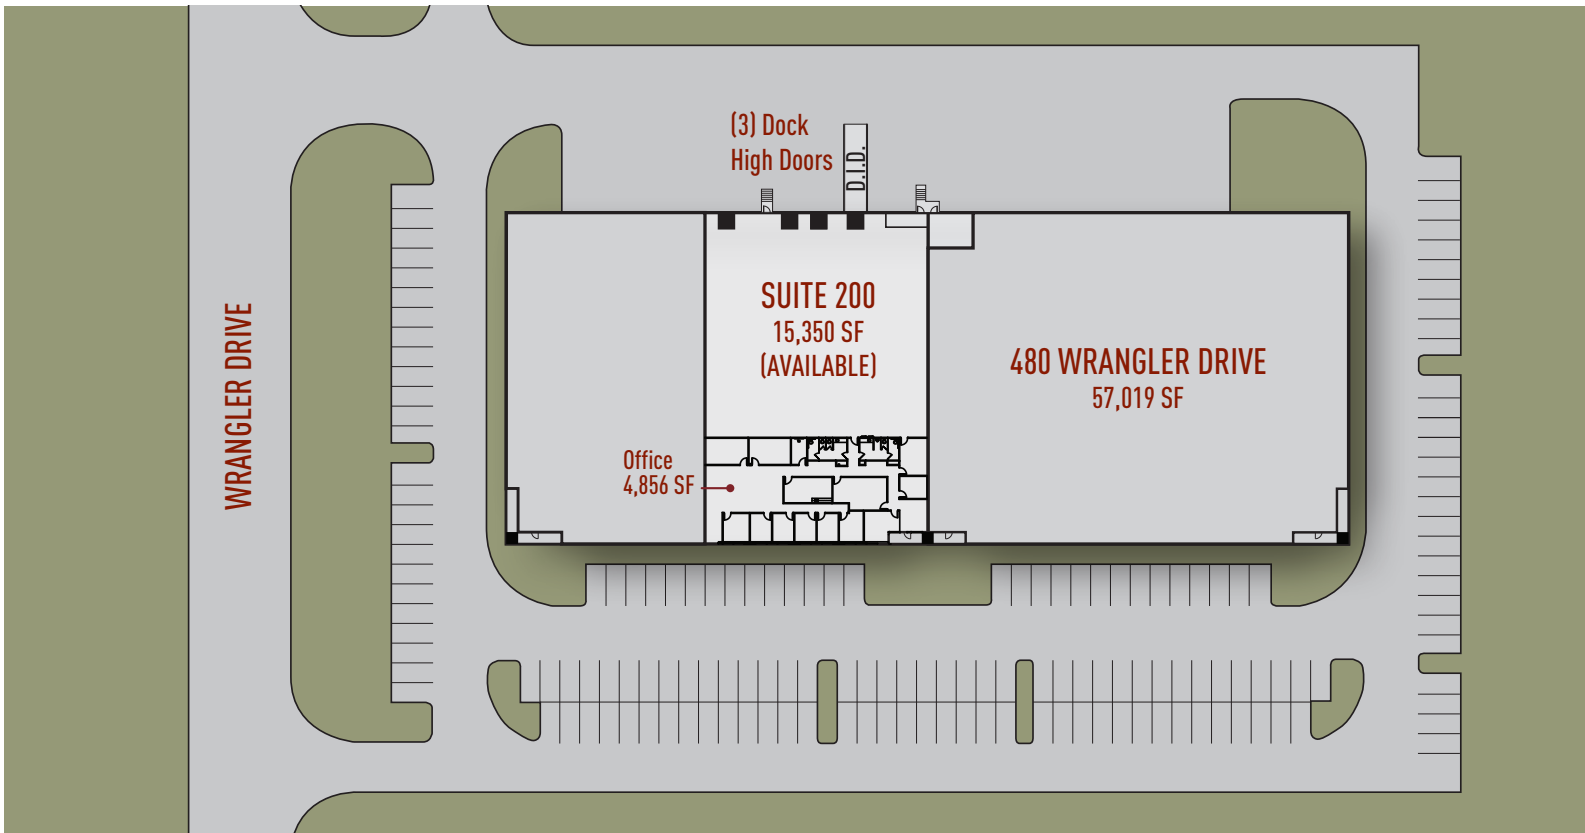 (3) Dock
High Doors
D.I.D.
SUITE 200
15,350 SF
(AVAILABLE)
480 WRANGLER DRIVE
57,019 SF
WRANGLER DRIVE
Office
4,856 SF